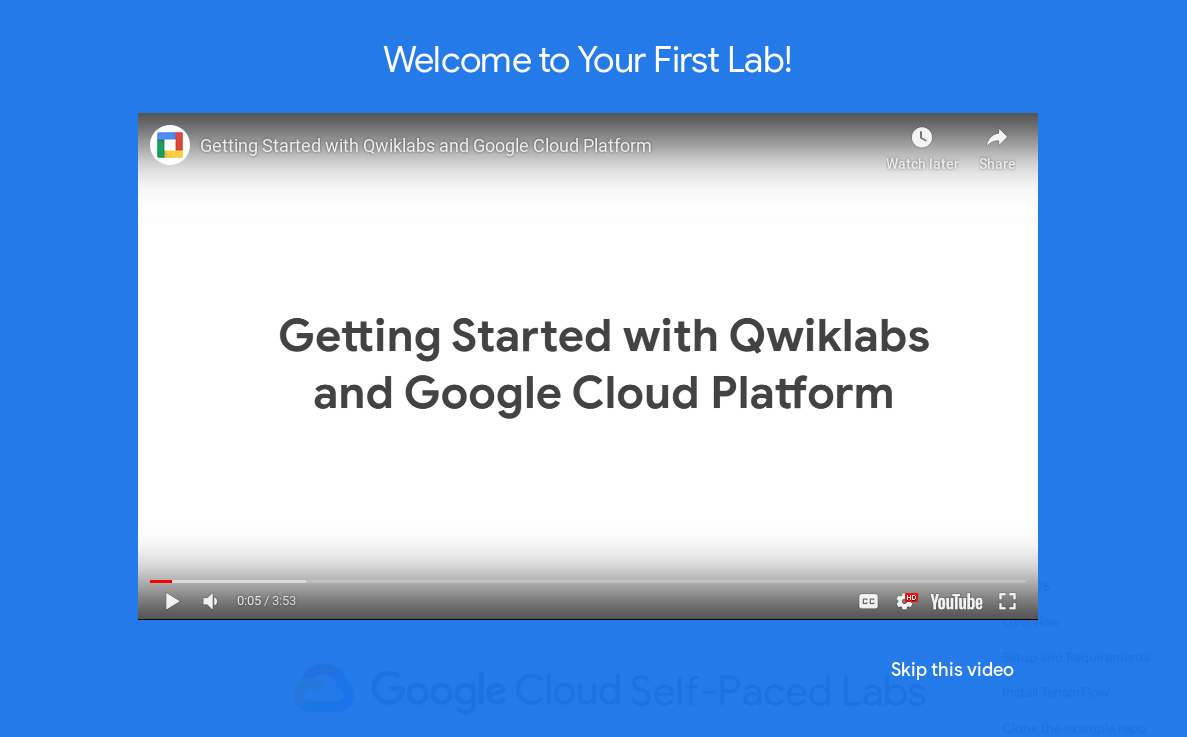 Welcome to Your First Lab!
Getting Started with Qwiklabs and Google Cloud Platform
Watch later
Share
Getting Started with Qwiklabs
and Google Cloud Platform
0:05 / 3:53
CC
HD
YouTube
Overview
Skip this video
Setup and Requirements
Google Cloud Self-Paced Labs
Install TensorFlow
Clone the example repo